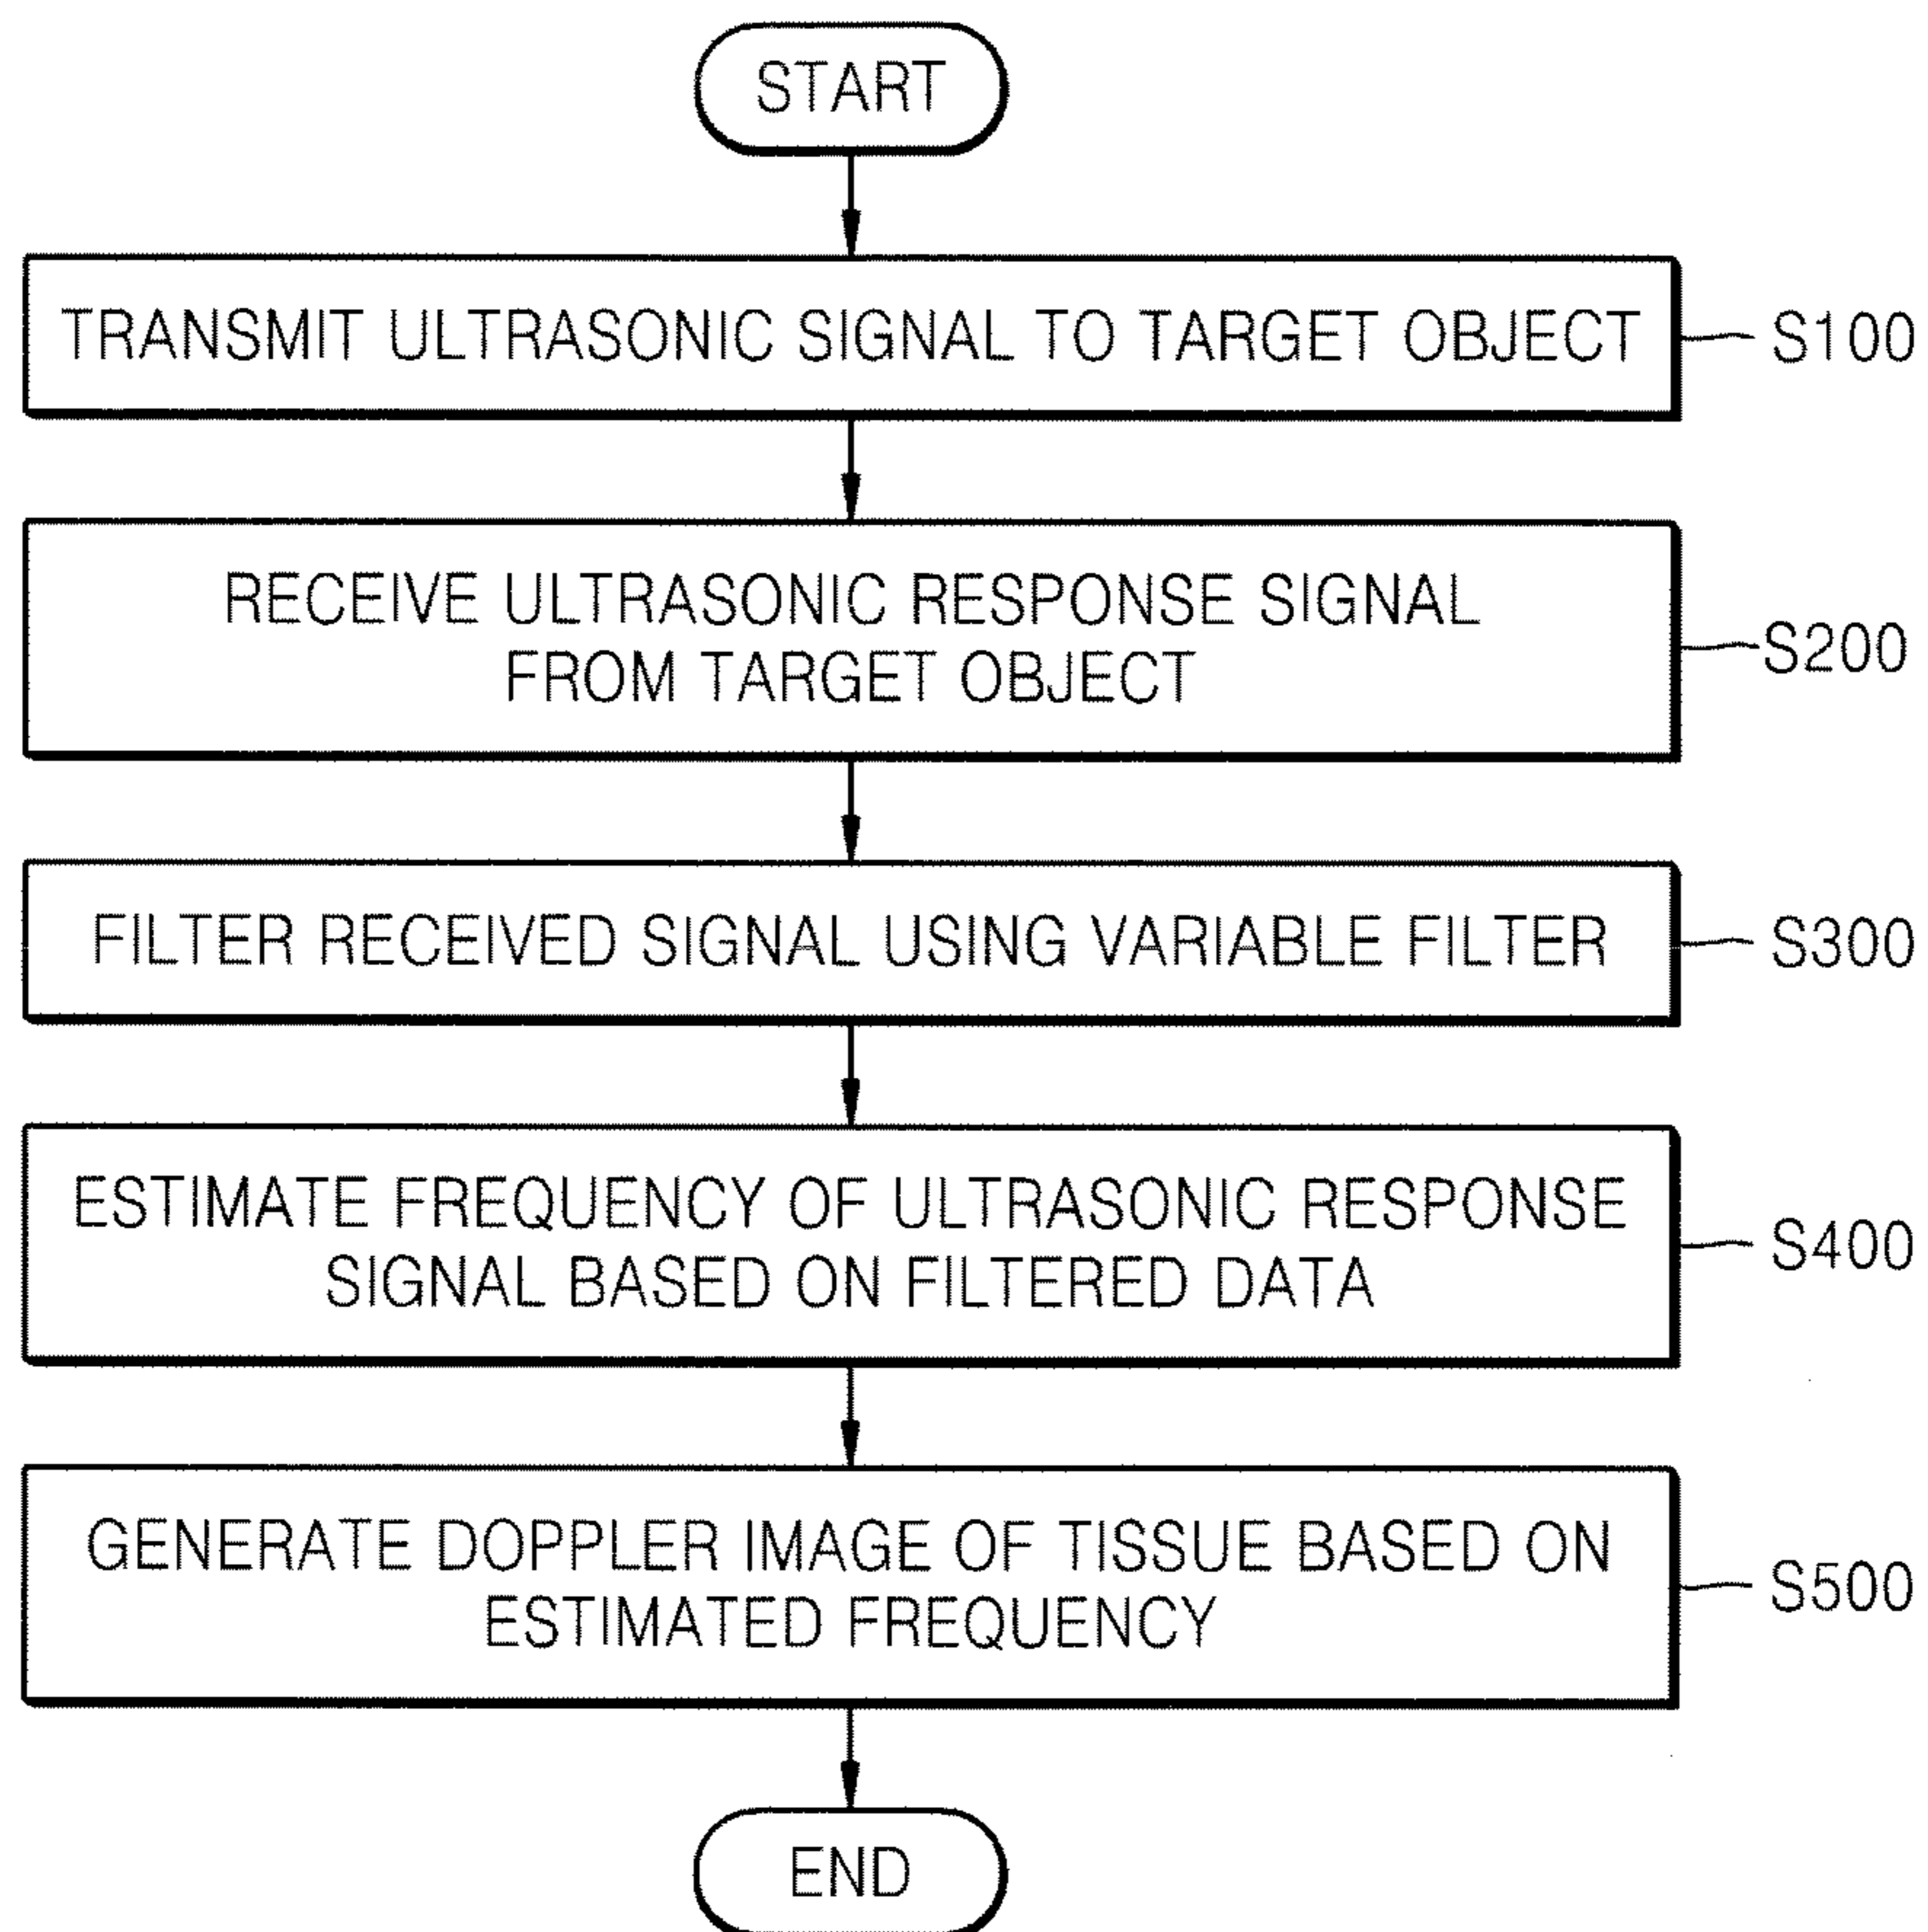 START
TRANSMIT ULTRASONIC SIGNAL TO TARGET OBJECT
S100
RECEIVE ULTRASONIC RESPONSE SIGNAL
FROM TARGET OBJECT
S200
FILTER RECEIVED SIGNAL USING VARIABLE FILTER
S300
ESTIMATE FREQUENCY OF ULTRASONIC RESPONSE
SIGNAL BASED ON FILTERED DATA
S400
GENERATE DOPPLER IMAGE OF TISSUE BASED ON
ESTIMATED FREQUENCY
S500
END